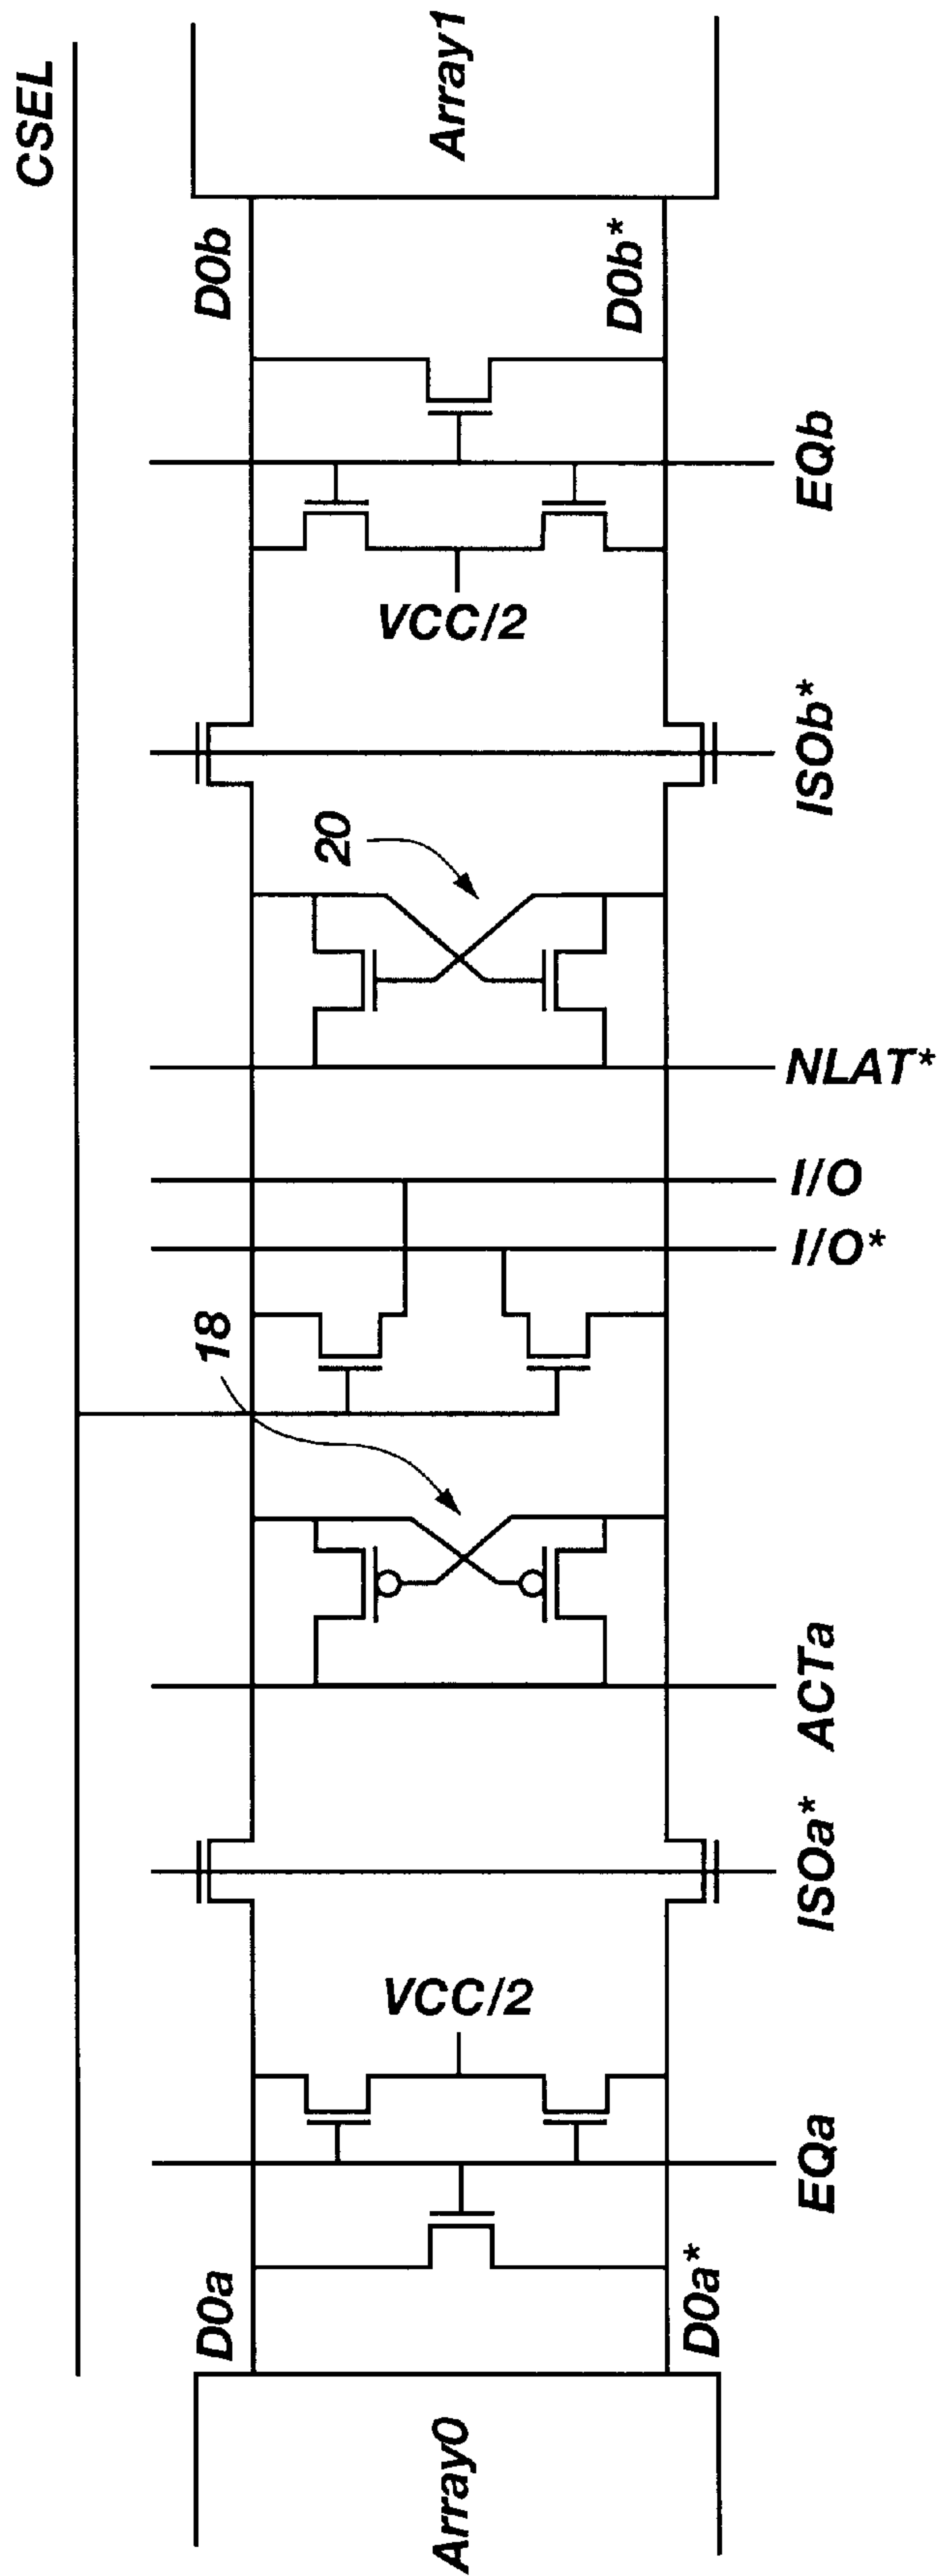 CSEL
Array0
D0a
D0a*
EQa
VCC/2
ISOa*
ACTa
18
I/O*
I/O
NLAT*
20
ISOb*
VCC/2
EQb
D0b
D0b*
Array1